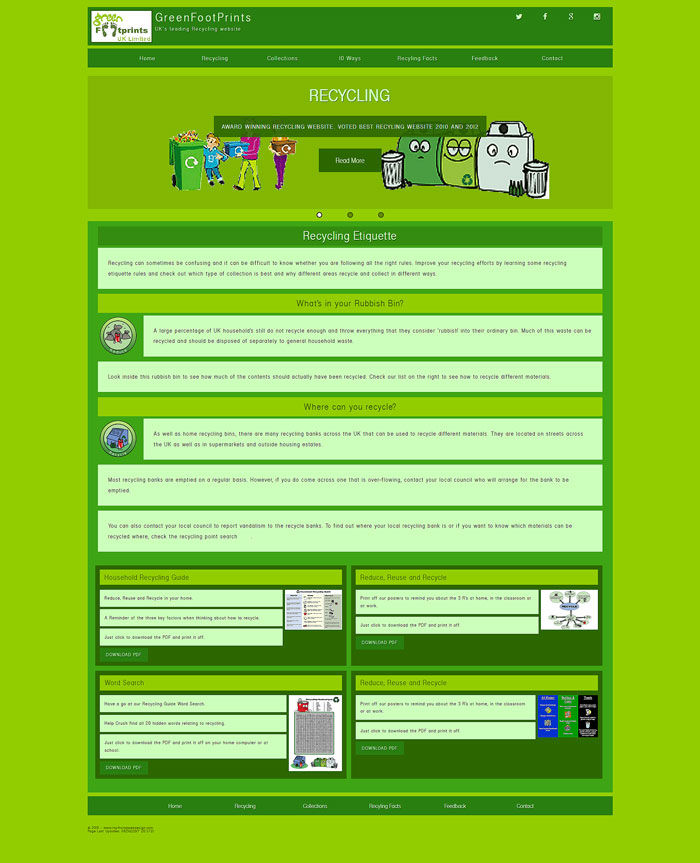 green
Footprints
UK Limited
GreenFootPrints
UK's leading Recycling website
Home Recycling Collections 10 Ways Recyling Facts Feedback Contact
RECYCLING
AWARD WINNING RECYCLING WEBSITE. VOTED BEST RECYLING WEBSITE 2010 AND 2012
Read More
Recycling Etiquette
Recycling can sometimes be confusing and it can be difficult to know whether you are following all the right rules. Improve your recycling efforts by learning some recycling
etiquette rules and check out which type of collection is best and why different areas recycle and collect in different ways.
What's in your Rubbish Bin?
A large percentage of UK household's still do not recycle enough and throw everything that they consider 'rubbish' into their ordinary bin. Much of this waste can be
recycled and should be disposed of separately to general household waste.
Look inside this rubbish bin to see how much of the contents should actually have been recycled. Check our list on the right to see how to recycle different materials.
Where can you recycle?
As well as home recycling bins, there are many recycling banks across the UK that can be used to recycle different materials. They are located on streets across
the UK as well as in supermarkets and outside housing estates.
Most recycling banks are emptied on a regular basis. However, if you do come across one that is over-flowing, contact your local council who will arrange for the bank to be
emptied.
You can also contact your local council to report vandalism to the recycle banks. To find out where your local recycling bank is or if you want to know which materials can be
recycled where, check the recycling point search .
Household Recycling Guide
Reduce, Reuse and Recycle in your home.
A Reminder of the three key factors when thinking about how to recycle.
Just click to download the PDF and print it off.
DOWNLOAD PDF
Reduce, Reuse and Recycle
Print off our posters to remind you about the 3 R's at home, in the classroom or
at work.
Just click to download the PDF and print it off.
DOWNLOAD PDF
RECYCLE
Word Search
Have a go at our Recycling Guide Word Search.
Help Crush find all 20 hidden words relating to recycling.
Just click to download the PDF and print it off on your home computer or at
school.
DOWNLOAD PDF
Reduce, Reuse and Recycle
Print off our posters to remind you about the 3 R's at home, in the classroom or
at work.
Just click to download the PDF and print it off.
DOWNLOAD PDF
Home Recycling Collections Recyling Facts Feedback Contact